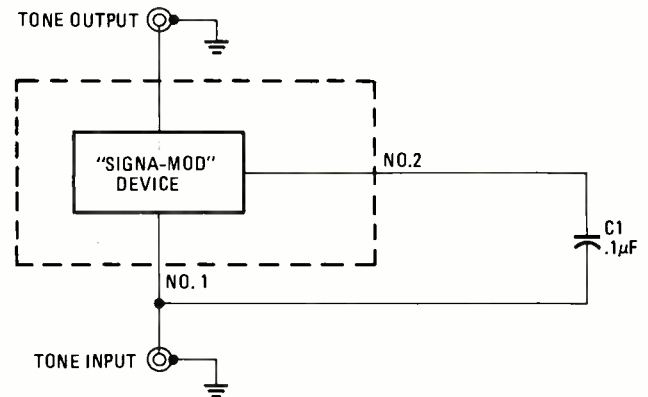 TONE OUTPUT
"SIGNA-MOD"
DEVICE
NO.2
C1
.1µF
NO. 1
TONE INPUT